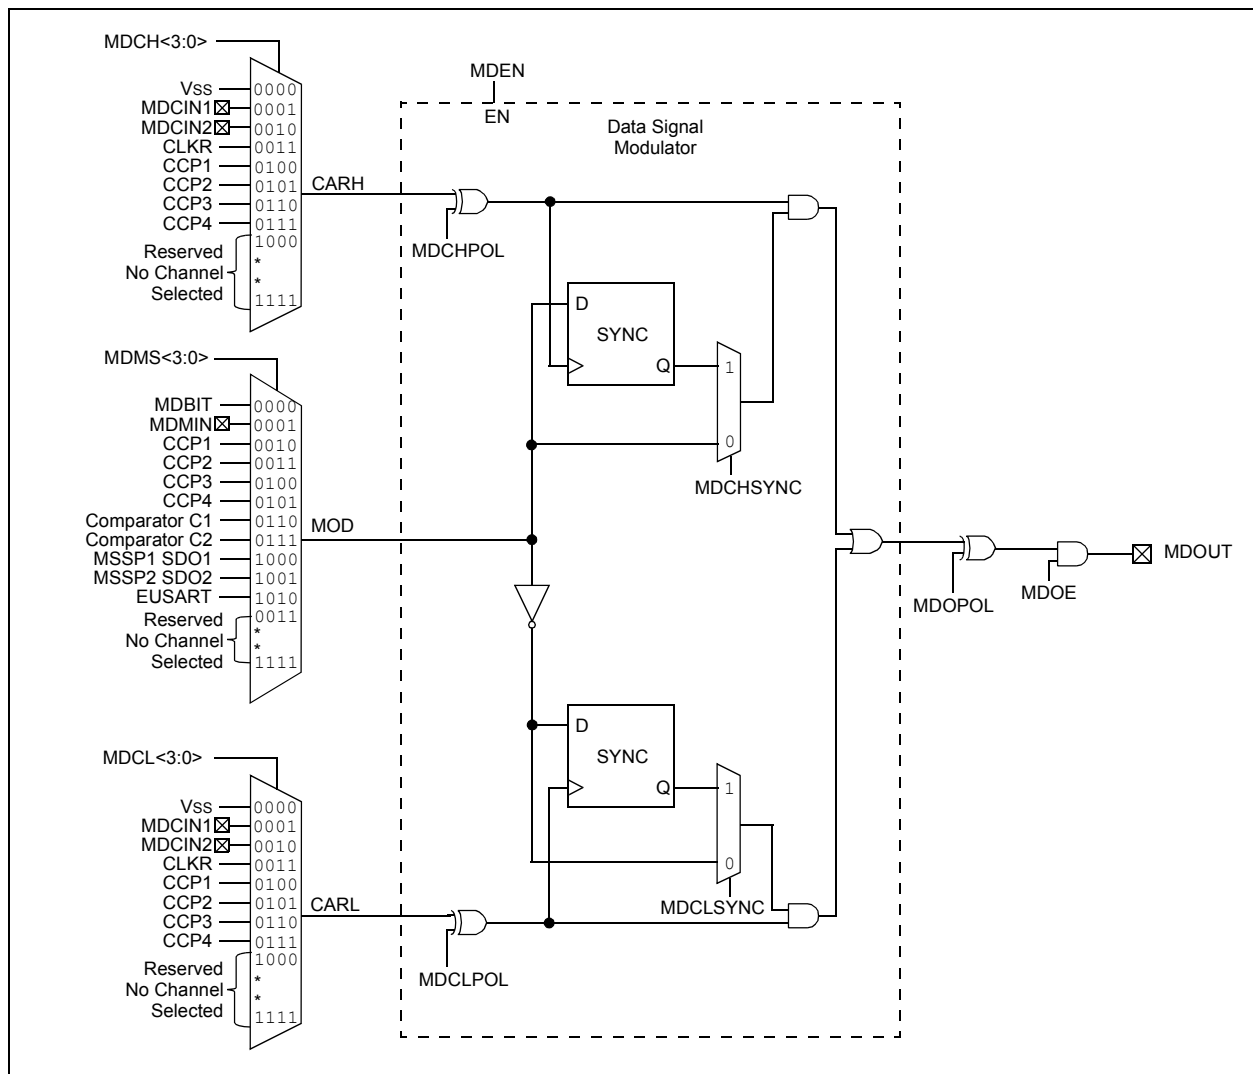 MDCH<3:0>
Vss 0000
MDCIN1 0001
MDCIN2 0010
CLKR 0011
CCP1 0100
CCP2 0101
CCP3 0110
CCP4 0111
1000
Reserved
*
No Channel
*
Selected
1111
CARH
MDEN
EN
Data Signal
Modulator
MDCHPOL
D
SYNC
Q
1
0
MDCHSYNC
MDMS<3:0>
MDBIT 0000
MDMIN 0001
CCP1 0010
CCP2 0011
CCP3 0100
CCP4 0101
Comparator C1 0110
Comparator C2 0111
MSSP1 SDO1 1000
MSSP2 SDO2 1001
EUSART 1010
Reserved 0011
*
No Channel
*
Selected 1111
MOD
MDOPOL
MDOE
MDOUT
D
SYNC
Q
1
0
MDCLSYNC
MDCL<3:0>
Vss 0000
MDCIN1 0001
MDCIN2 0010
CLKR 0011
CCP1 0100
CCP2 0101
CCP3 0110
CCP4 0111
1000
Reserved
*
No Channel
*
Selected
1111
CARL
MDCLPOL